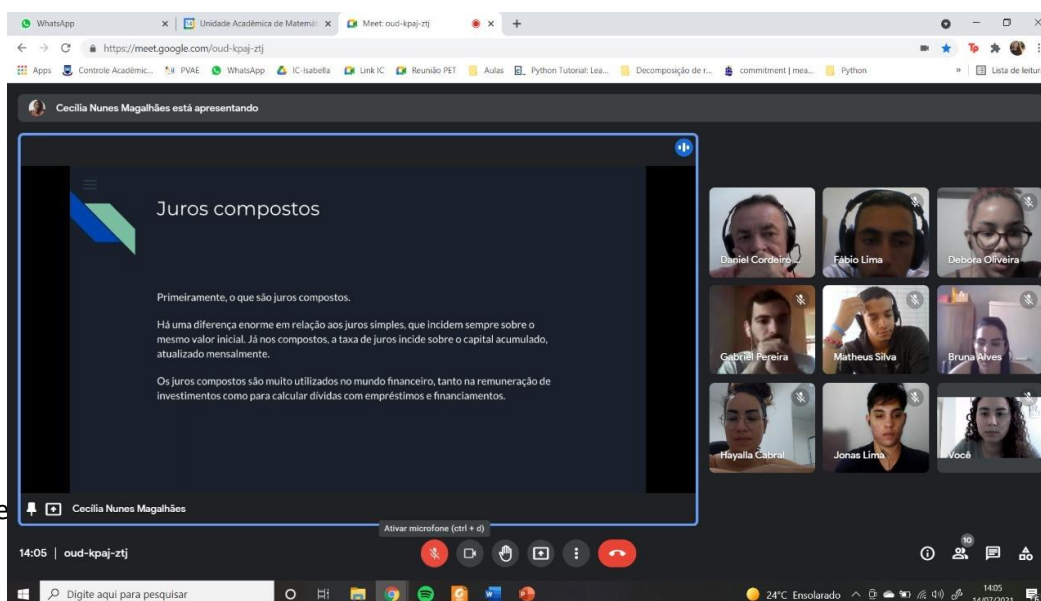 WhatsApp
Unidade Acadêmica de Matemát
Meet: oud-kpaj-ztj
https://meet.google.com/oud-kpaj-ztj
Apps Controle Acadêmic... PVAE WhatsApp IC-Isabella Link IC Reunião PET Aulas Python Tutorial: Lea... Decomposição de r... commitment | mea... Python » Lista de leitur
Cecília Nunes Magalhães está apresentando
Juros compostos
Primeiramente, o que são juros compostos.
Há uma diferença enorme em relação aos juros simples, que incidem sempre sobre o
mesmo valor inicial. Já nos compostos, a taxa de juros incide sobre o capital acumulado,
atualizado mensalmente.
Os juros compostos são muito utilizados no mundo financeiro, tanto na remuneração de
investimentos como para calcular dívidas com empréstimos e financiamentos.
Daniel Cordeiro
Fábio Lima
Debora Oliveira
Gabriel Pereira
Matheus Silva
Bruna Alves
Hayalla Cabral
Jonas Lima
Você
e
Cecília Nunes Magalhães
Ativar microfone (ctrl + d)
14:05 | oud-kpaj-ztj
10
Digite aqui para pesquisar
24°C Ensolarado
14:05
14/07/2021